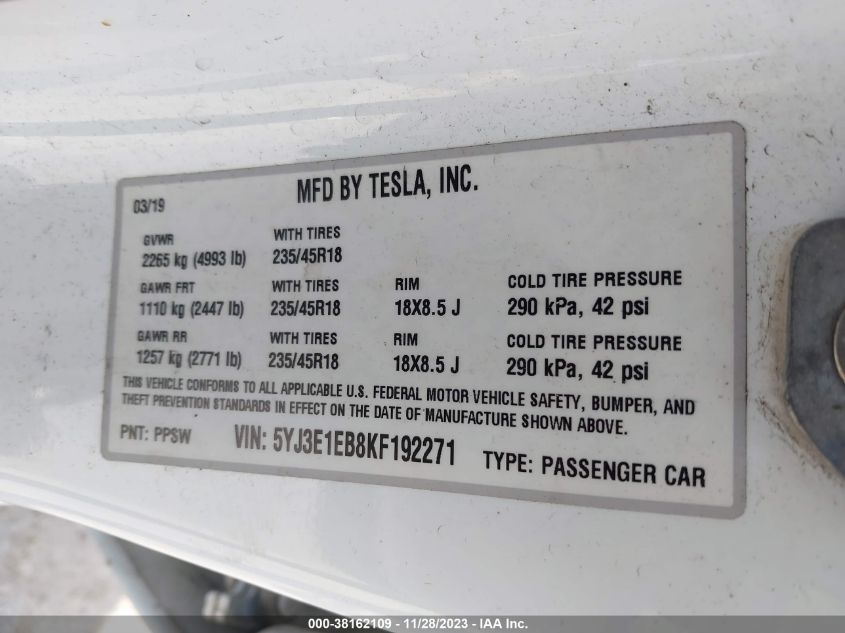 MFD BY TESLA, INC.
03/19
GVWR WITH TIRES
2265 kg (4993 lb) 235/45R18
GAWR FRT WITH TIRES RIM COLD TIRE PRESSURE
1110 kg (2447 lb) 235/45R18 18X8.5 J 290 kPa, 42 psi
GAWR RR WITH TIRES RIM COLD TIRE PRESSURE
1257 kg (2771 lb) 235/45R18 18X8.5 J 290 kPa, 42 psi
THIS VEHICLE CONFORMS TO ALL APPLICABLE U.S. FEDERAL MOTOR VEHICLE SAFETY, BUMPER, AND
THEFT PREVENTION STANDARDS IN EFFECT ON THE DATE OF MANUFACTURE SHOWN ABOVE.
PNT: PPSW VIN: 5YJ3E1EB8KF192271 TYPE: PASSENGER CAR
000-38162109 - 11/28/2023 - IAA Inc.